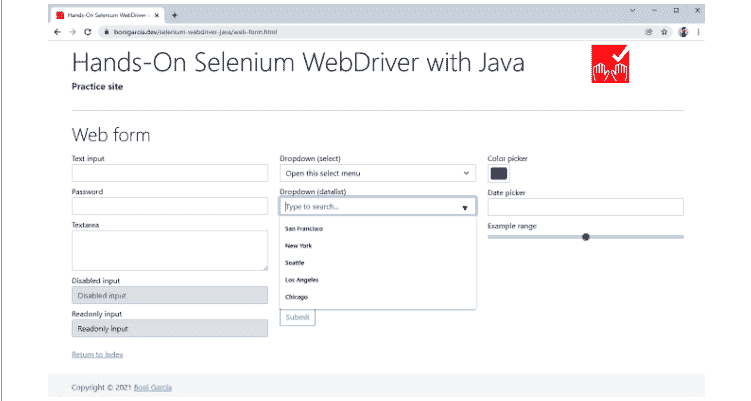 Hands-On Selenium WebDriver w
bonigarcia.dev/selenium-webdriver-java/web-form.html
Hands-On Selenium WebDriver with Java
Practice site
Web form
Text input
Password
Textarea
Disabled input
Disabled input
Readonly input
Readonly input
Return to index
Dropdown (select)
Open this select menu
Dropdown (datalist)
Type to search...
San Francisco
New York
Seattle
Los Angeles
Chicago
Submit
Color picker
Date picker
Example range
Copyright © 2021 Boni García